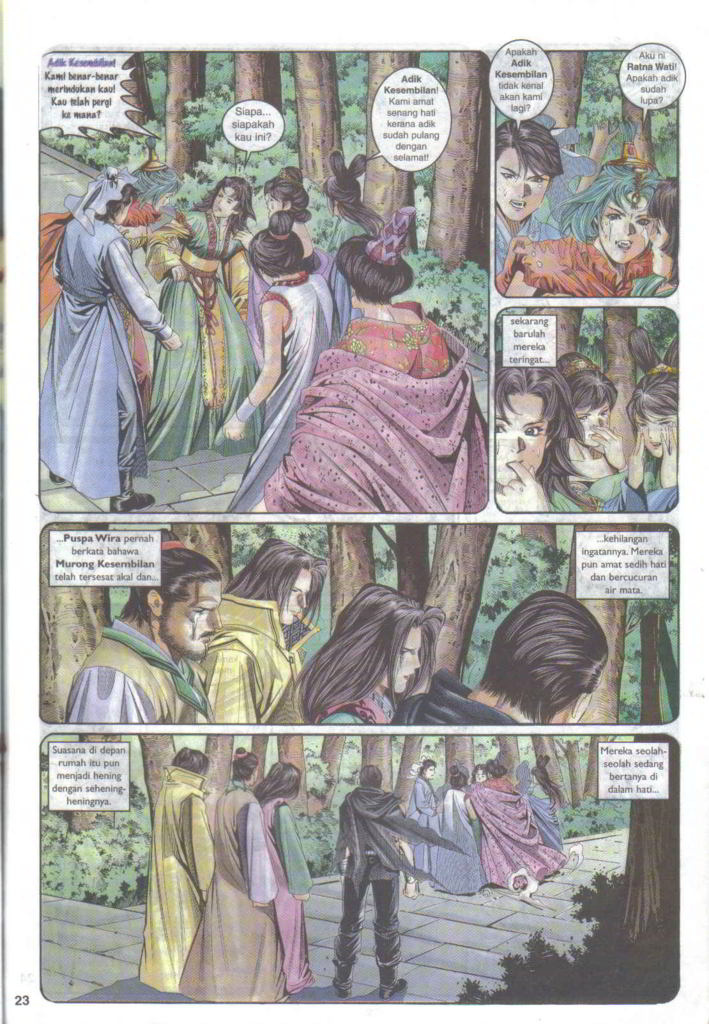 Adik Kesembilan!
Kami benar-benar
merindukan kau!
Kau telah pergi
ke mana?
Siapa...
siapakah
kau ini?
Adik
Kesembilan!
Kami amat
senang hati
kerana adik
sudah pulang
dengan
selamat!
Apakah
Adik
Kesembilan
tidak kenal
akan kami
lagi?
Aku ni
Ratna Wati!
Apakah adik
sudah
lupa?
sekarang
barulah
mereka
teringat...
...Puspa Wira pernah
berkata bahawa
Murong Kesembilan
telah tersesat akal dan...
...kehilangan
ingatannya. Mereka
pun amat sedih hati
dan bercucuran
air mata.
Suasana di depan
rumah itu pun
menjadi hening
dengan sehening-
heningnya.
Mereka seolah-
seolah sedang
bertanya di
dalam hati...
23